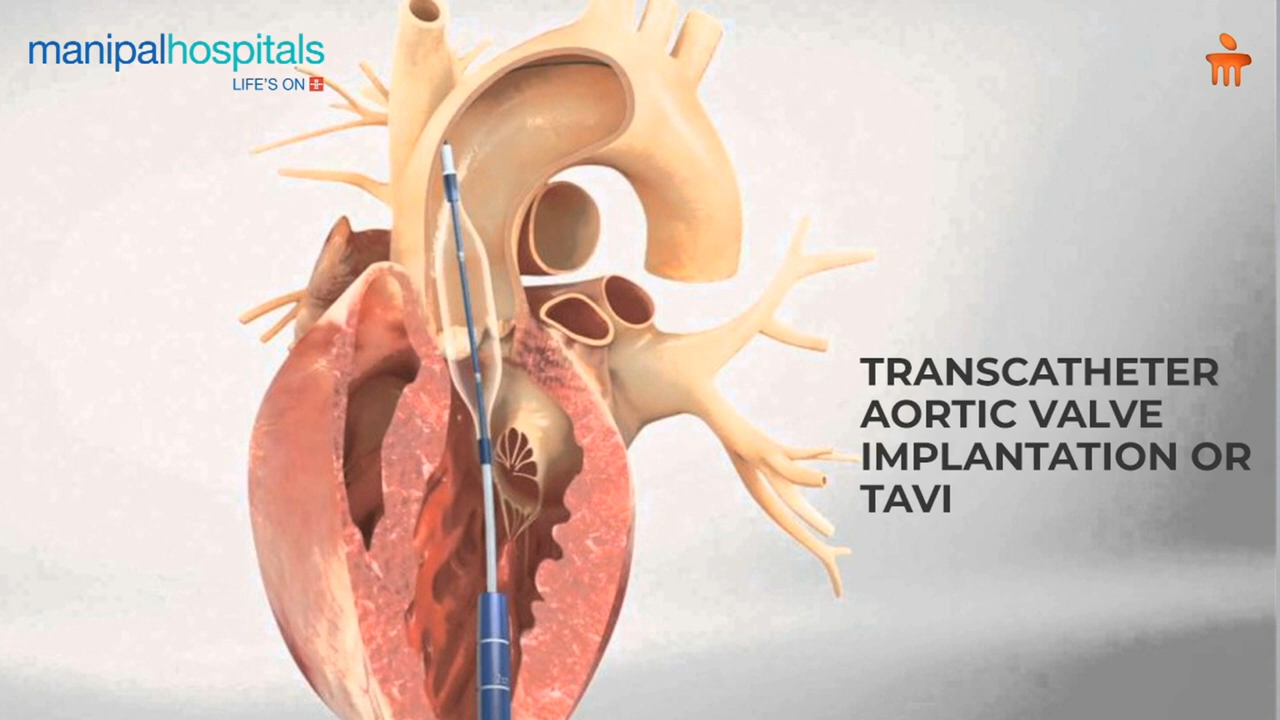 manipalhospitals
LIFE'S ON
TRANSCATHETER
AORTIC VALVE
IMPLANTATION OR
TAVI